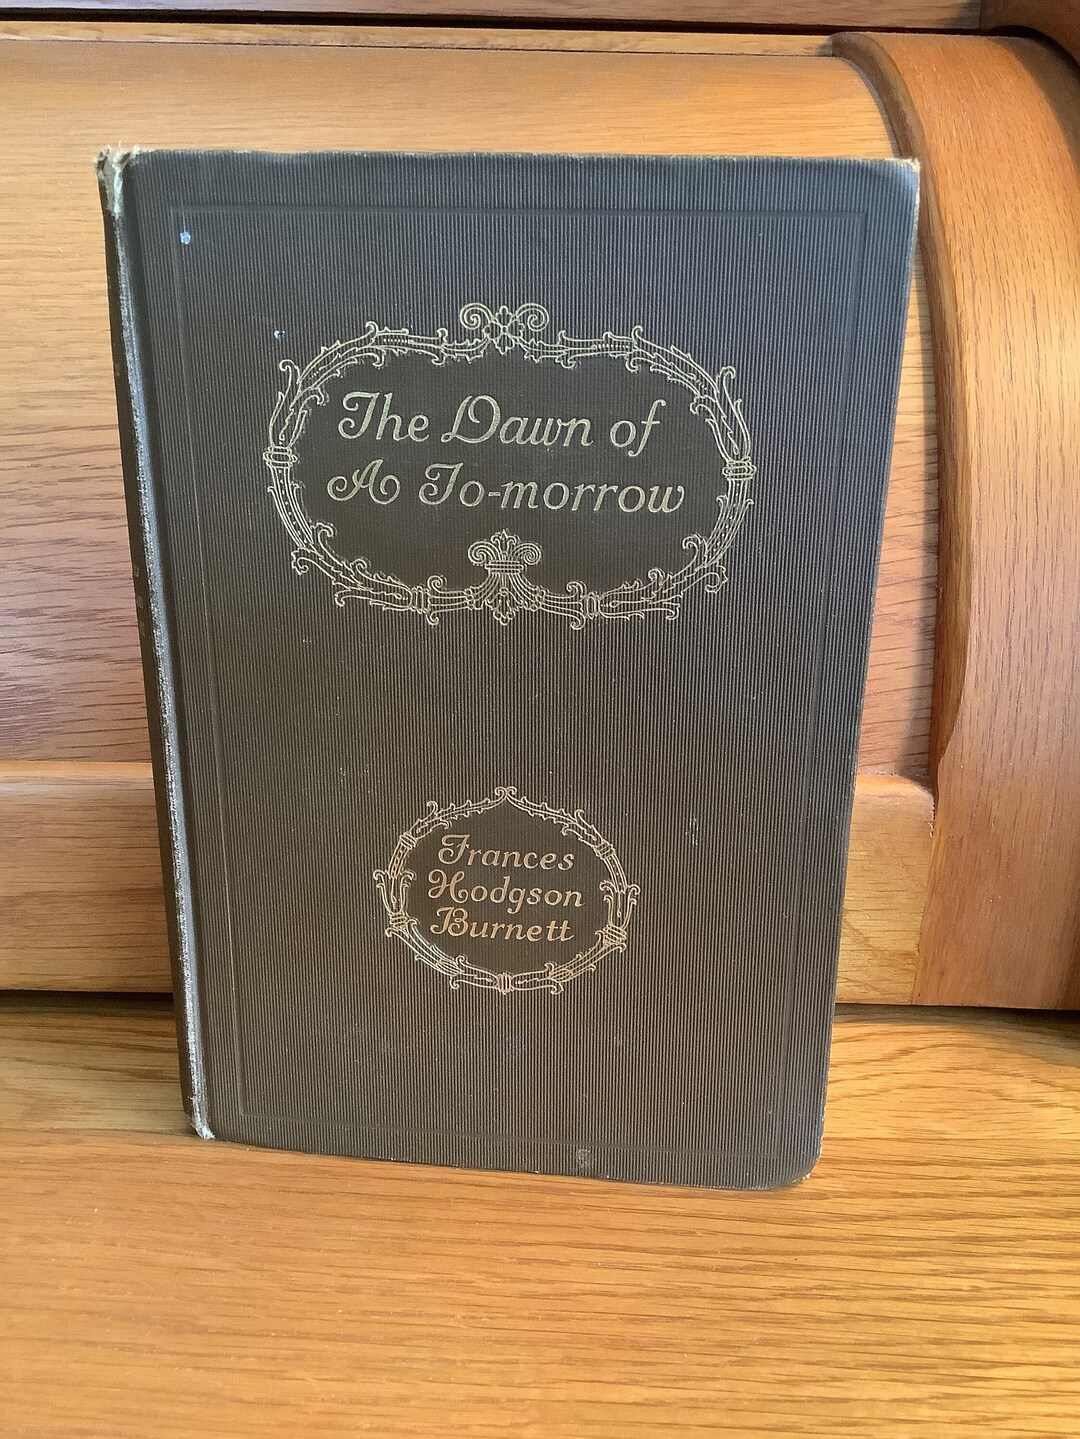 The Dawn of
A To-morrow
Frances
Hodgson
Burnett